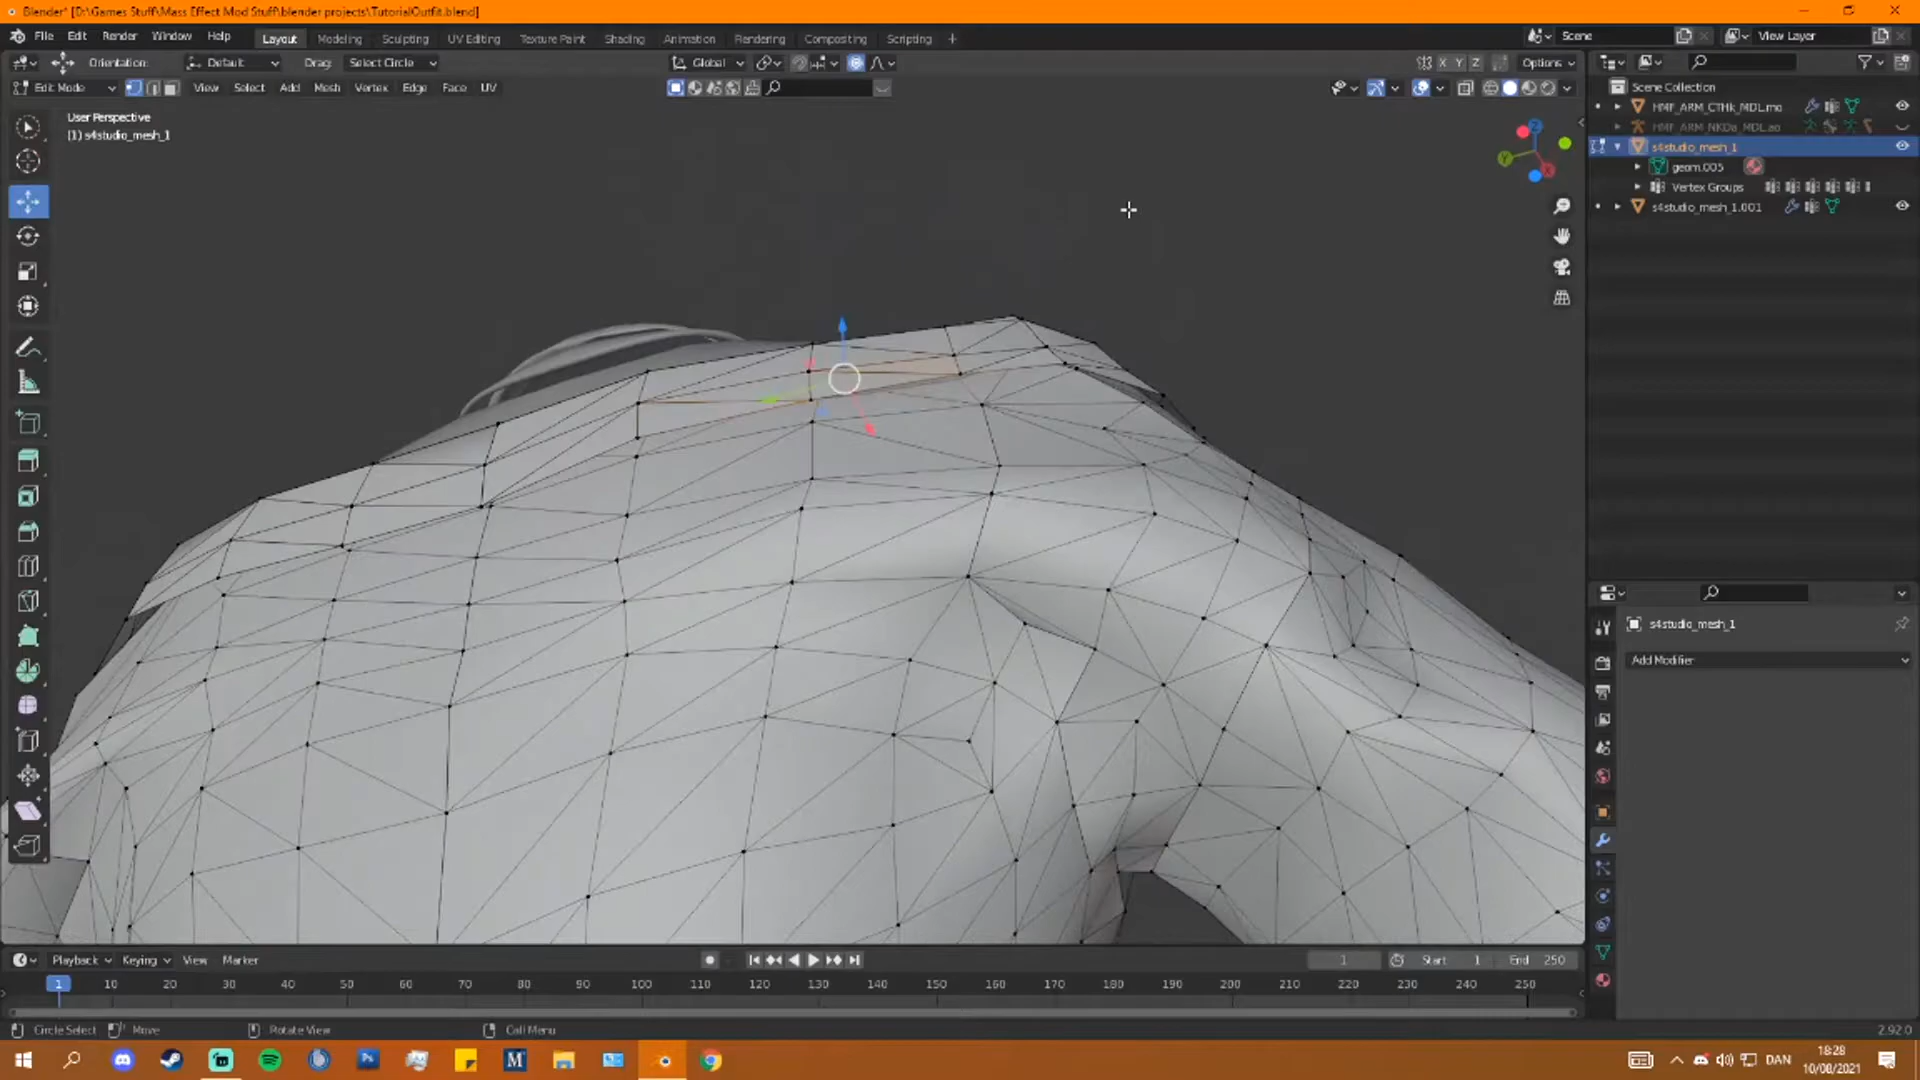 Blender* [D:\Games Stuff\Mass Effect Mod Stuff\blender projects\TutorialOutfit.blend]
File Edit Render Window Help Layout Modeling Sculpting UV Editing Texture Paint Shading Animation Rendering Compositing Scripting + Scene View Layer
Orientation: Default Drag: Select Circle Global X Y Z Options
Edit Mode View Select Add Mesh Vertex Edge Face UV
User Perspective
(1) s4studio_mesh_1
Scene Collection
HMF_ARM_CTHk_MDL.mo
HMF_ARM_NKDa_MDL.ao
s4studio_mesh_1
geom.005
Vertex Groups
s4studio_mesh_1.001
Z
Y
X
s4studio_mesh_1
Add Modifier
Playback Keying View Marker 1 Start 1 End 250
1 10 20 30 40 50 60 70 80 90 100 110 120 130 140 150 160 170 180 190 200 210 220 230 240 250
Circle Select Move Rotate View Call Menu 2.92.0
DAN 18:28
10/08/2021